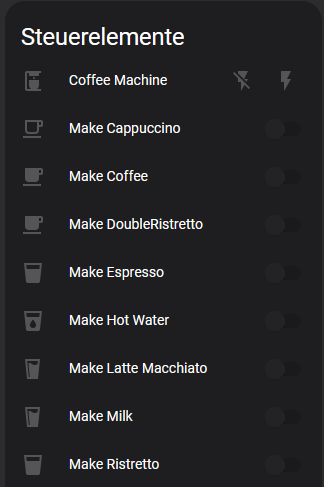 Steuerelemente
Coffee Machine
Make Cappuccino
Make Coffee
Make DoubleRistretto
Make Espresso
Make Hot Water
Make Latte Macchiato
Make Milk
Make Ristretto